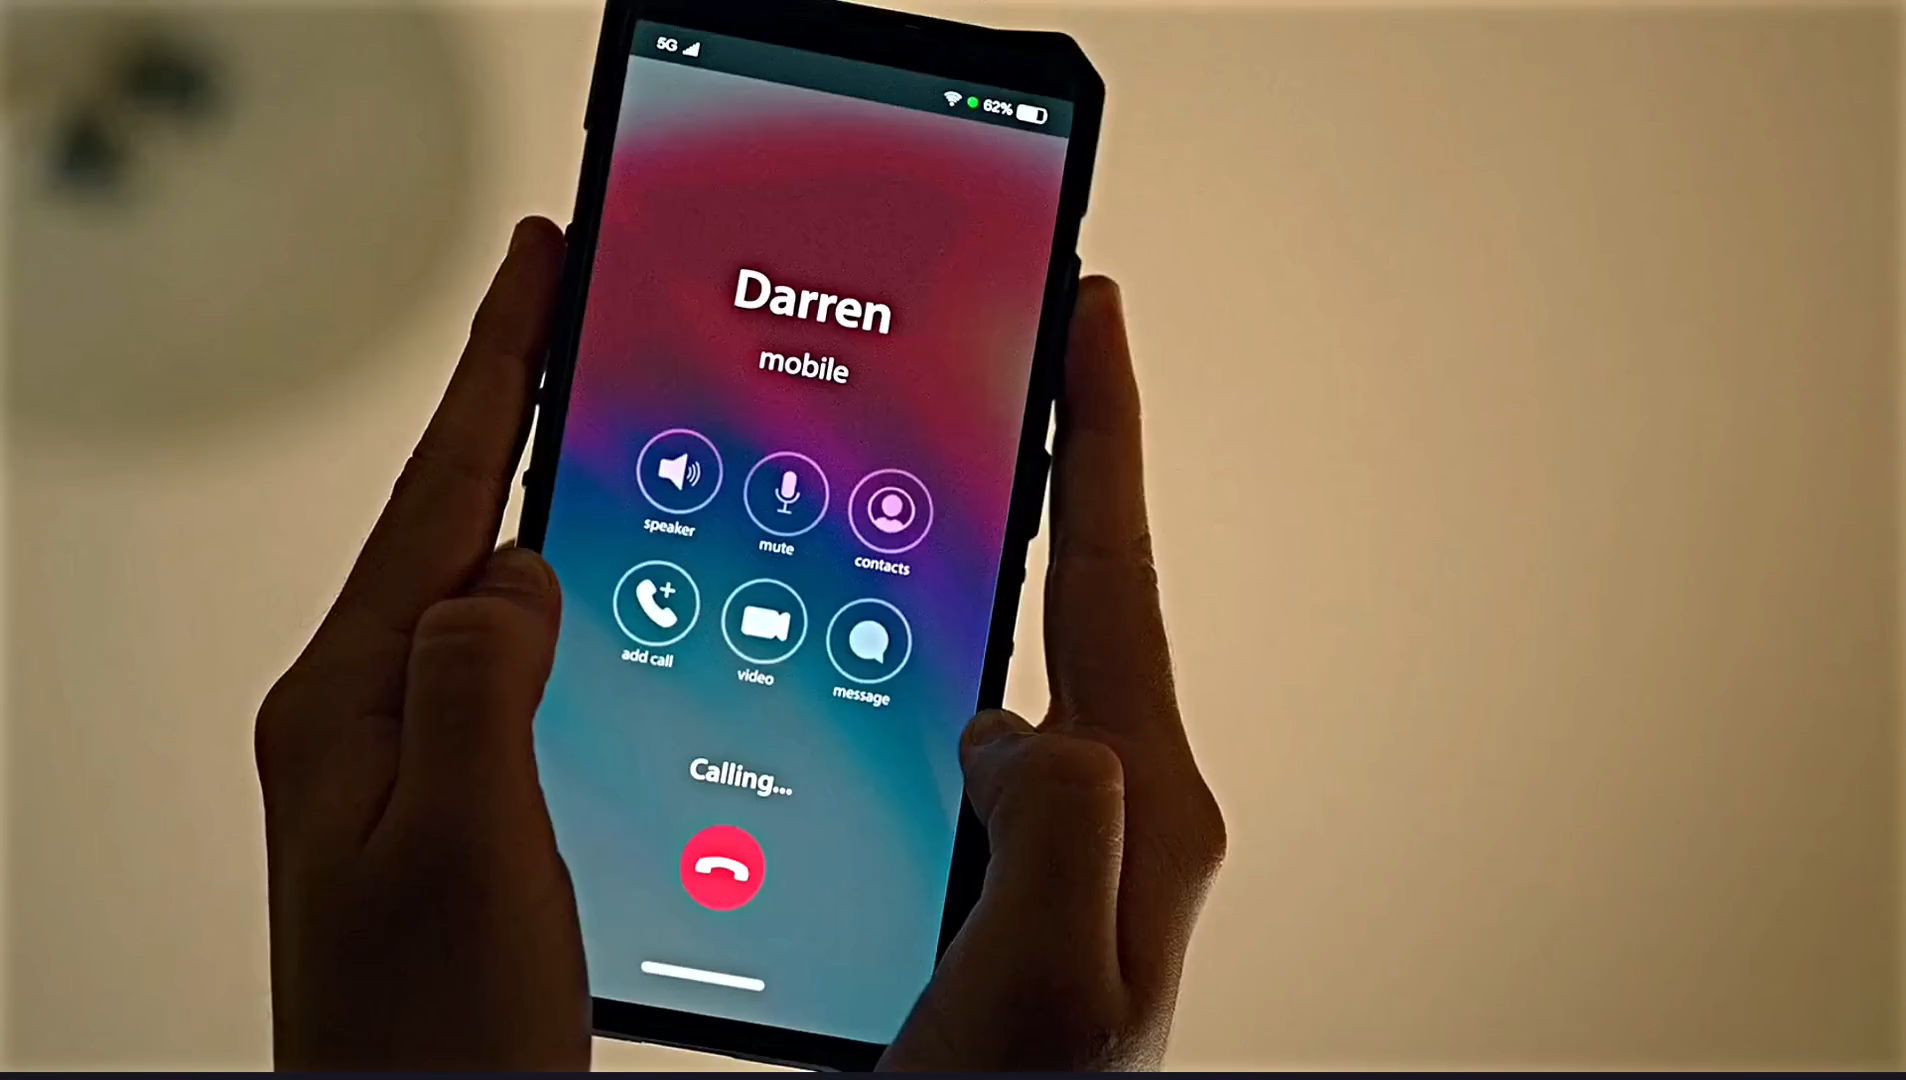 5G
62%
Darren
mobile
speaker
mute
contacts
add call
video
message
Calling...